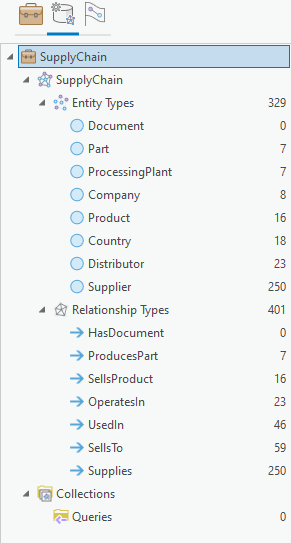 SupplyChain
SupplyChain
Entity Types 329
Document 0
Part 7
ProcessingPlant 7
Company 8
Product 16
Country 18
Distributor 23
Supplier 250
Relationship Types 401
HasDocument 0
ProducesPart 7
SellsProduct 16
OperatesIn 23
UsedIn 46
SellsTo 59
Supplies 250
Collections
Queries 0